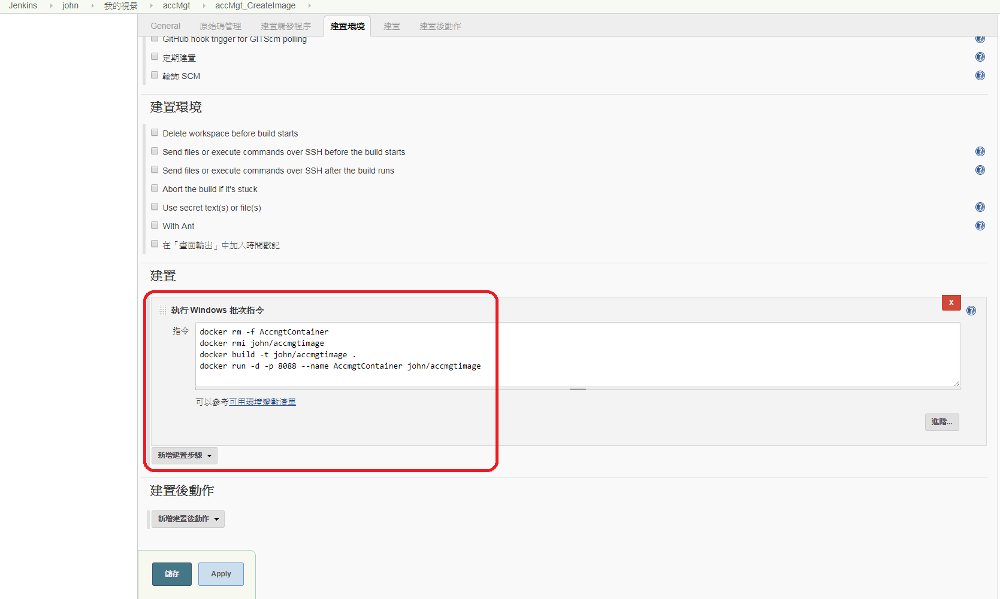 Jenkins john 我的視景 accMgt accMgt_CreateImage
General 原始碼管理 建置觸發程序 建置環境 建置 建置後動作
GitHub hook trigger for GITScm polling
定期建置
輪詢 SCM
建置環境
Delete workspace before build starts
Send files or execute commands over SSH before the build starts
Send files or execute commands over SSH after the build runs
Abort the build if it's stuck
Use secret text(s) or file(s)
With Ant
在「畫面輸出」中加入時間戳記
建置
X
執行 Windows 批次指令
指令
docker rm -f AccmgtContainer
docker rmi john/accmgtimage
docker build -t john/accmgtimage .
docker run -d -p 8088 --name AccmgtContainer john/accmgtimage
可以參考可用環境變數清單
進階...
新增建置步驟
建置後動作
新增建置後動作
儲存 Apply